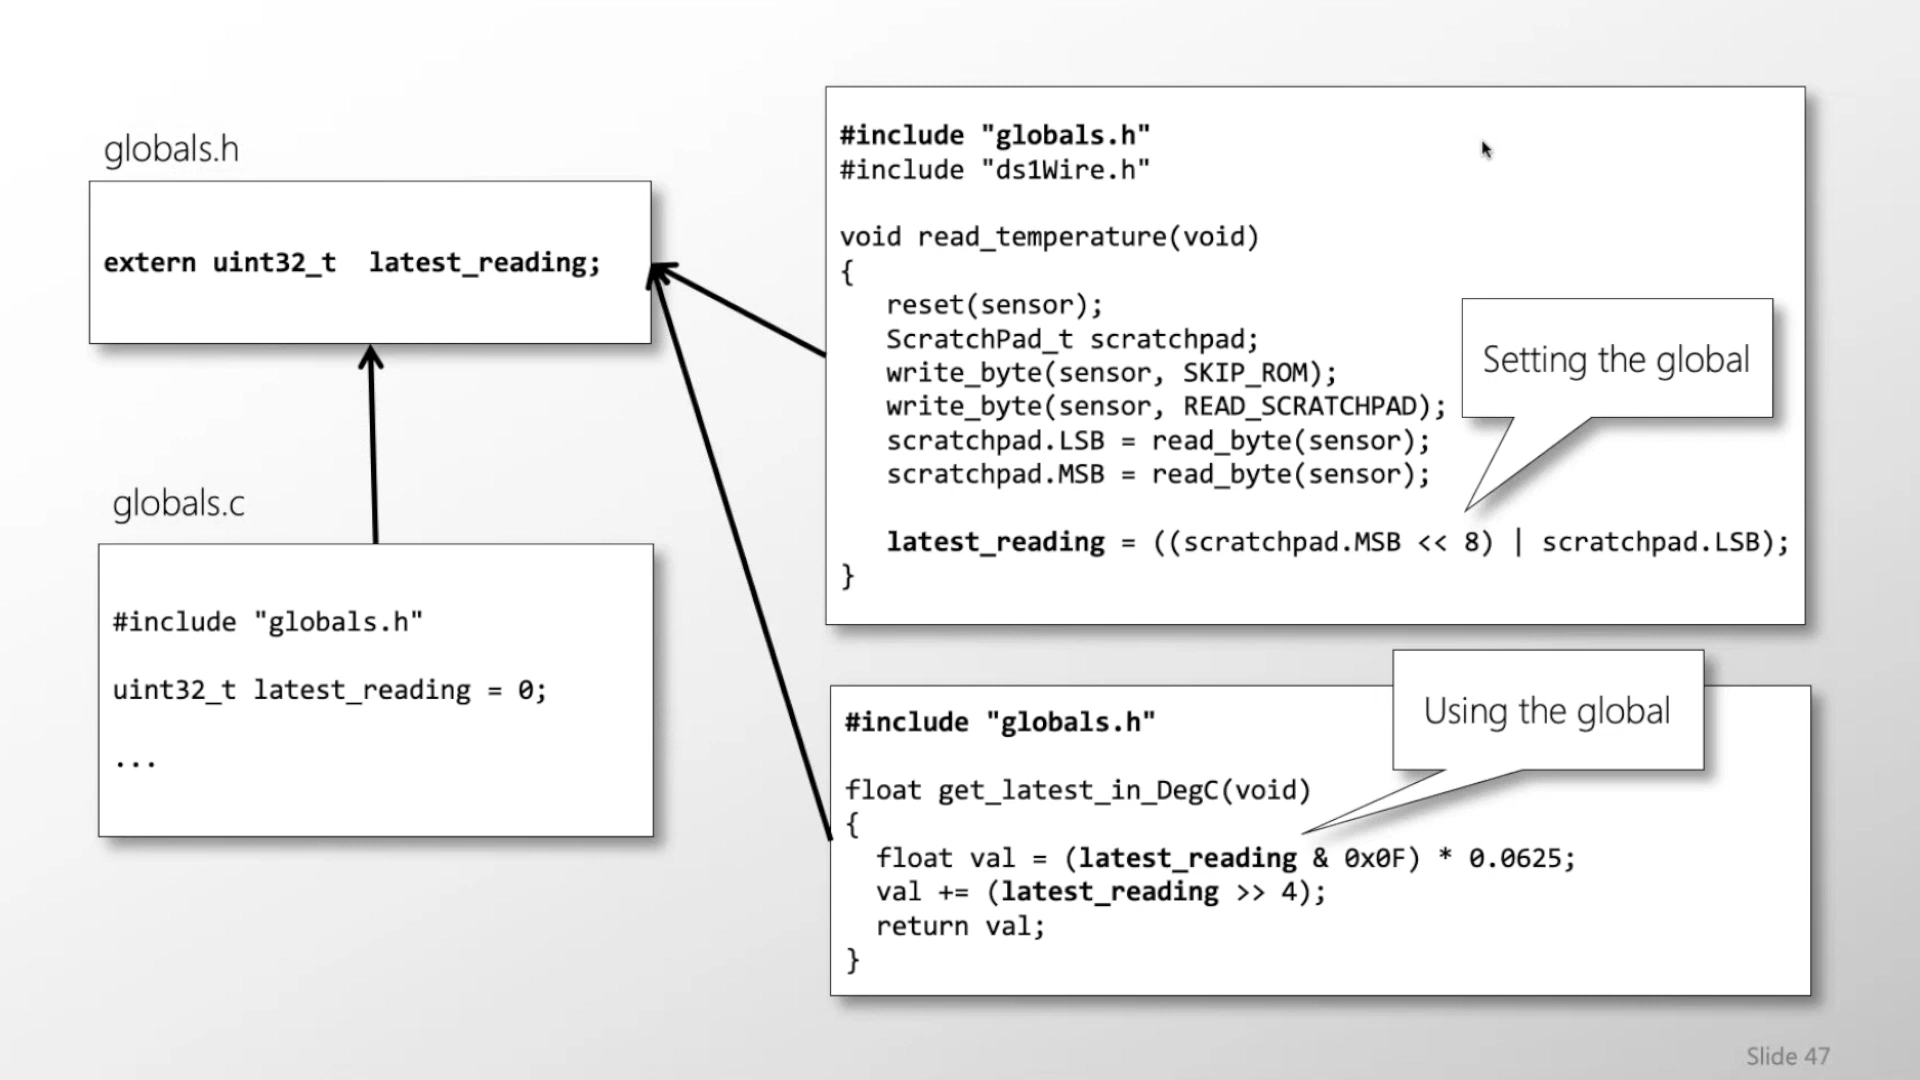 globals.h
extern uint32_t  latest_reading;
globals.c
#include "globals.h"
uint32_t latest_reading = 0;
...
#include "globals.h"
#include "ds1Wire.h"
void read_temperature(void)
{
   reset(sensor);
   ScratchPad_t scratchpad;
   write_byte(sensor, SKIP_ROM);
   write_byte(sensor, READ_SCRATCHPAD);
   scratchpad.LSB = read_byte(sensor);
   scratchpad.MSB = read_byte(sensor);
   latest_reading = ((scratchpad.MSB << 8) | scratchpad.LSB);
}
Setting the global
#include "globals.h"
float get_latest_in_DegC(void)
{
  float val = (latest_reading & 0x0F) * 0.0625;
  val += (latest_reading >> 4);
  return val;
}
Using the global
Slide 47